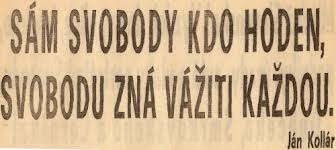 SÁM SVOBODY KDO HODEN,
SVOBODU ZNÁ VÁŽITI KAŽDOU.
Ján Kollár